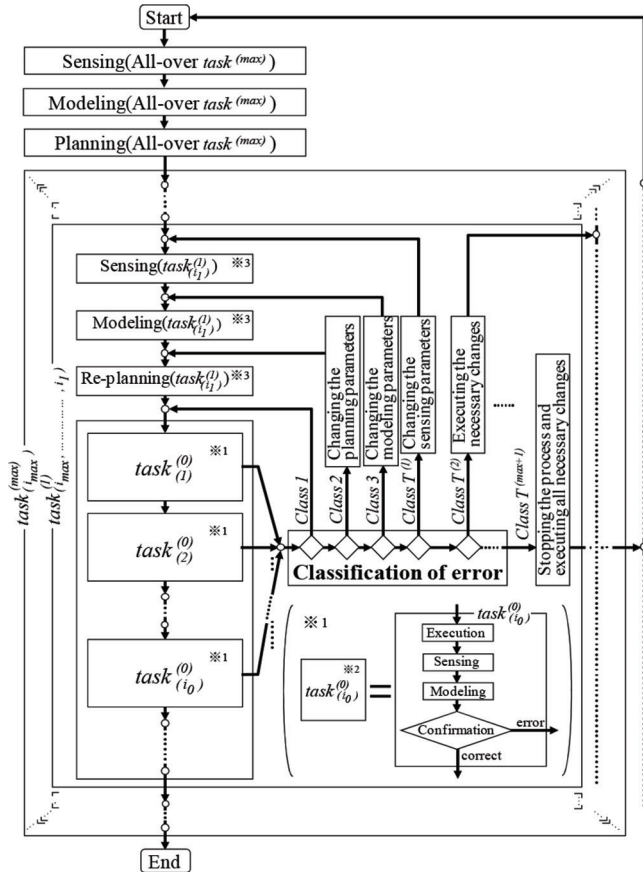 Start
Sensing(All-over task (max))
Modeling(All-over task (max))
Planning(All-over task (max))
Sensing(task (1) (i1)) ※3
Modeling(task (1) (i1)) ※3
Re-planning(task (1) (i1)) ※3
Changing the
planning parameters
Changing the
modeling parameters
Changing the
sensing parameters
Executing the
necessary changes
Stopping the process and
executing all necessary changes
Class 1
Class 2
Class 3
Class T (1)
Class T (2)
Class T (max+1)
Classification of error
task (max) (i max)
task (1) (i max, ......, i1)
※1
task (0) (1)
※1
task (0) (2)
※1
task (0) (i0)
※1
※2
task (0) (i0)
task (0) (i0)
Execution
Sensing
Modeling
Confirmation
error
correct
End